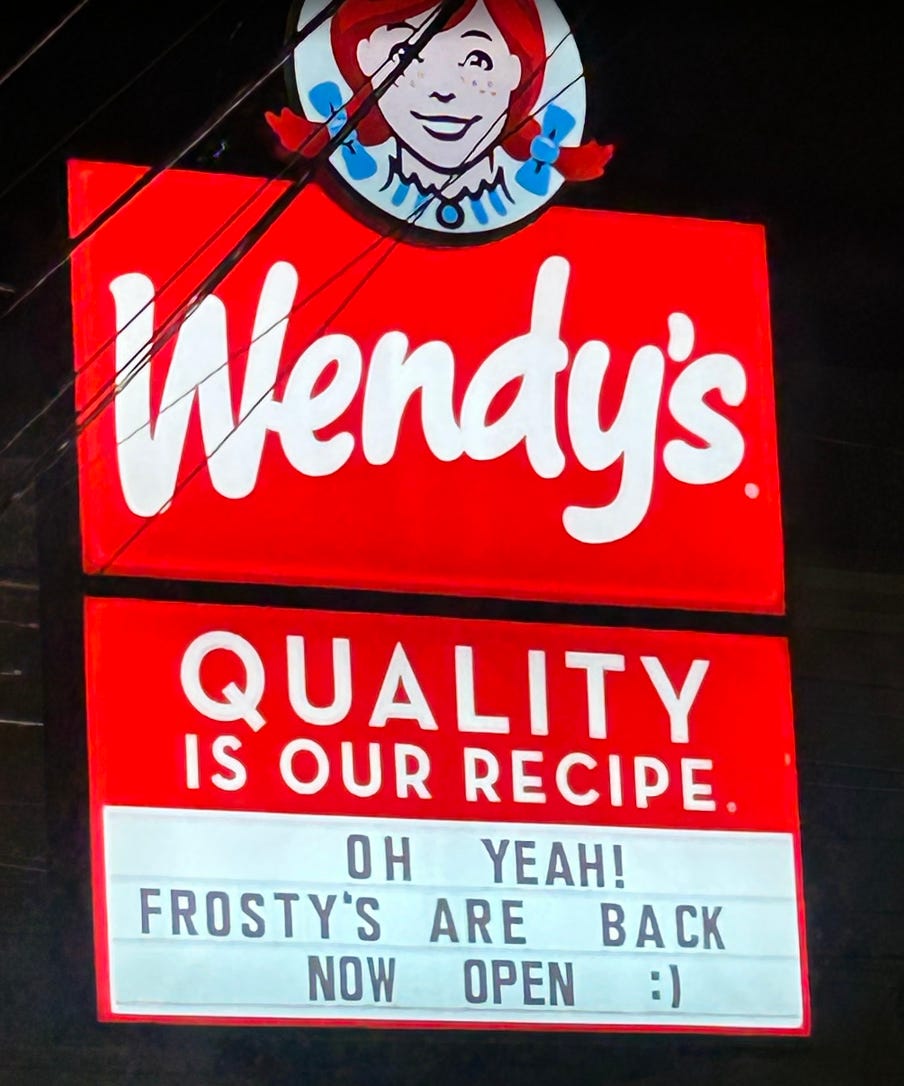 Wendy's
QUALITY
IS OUR RECIPE.
OH YEAH!
FROSTY'S ARE BACK
NOW OPEN :)